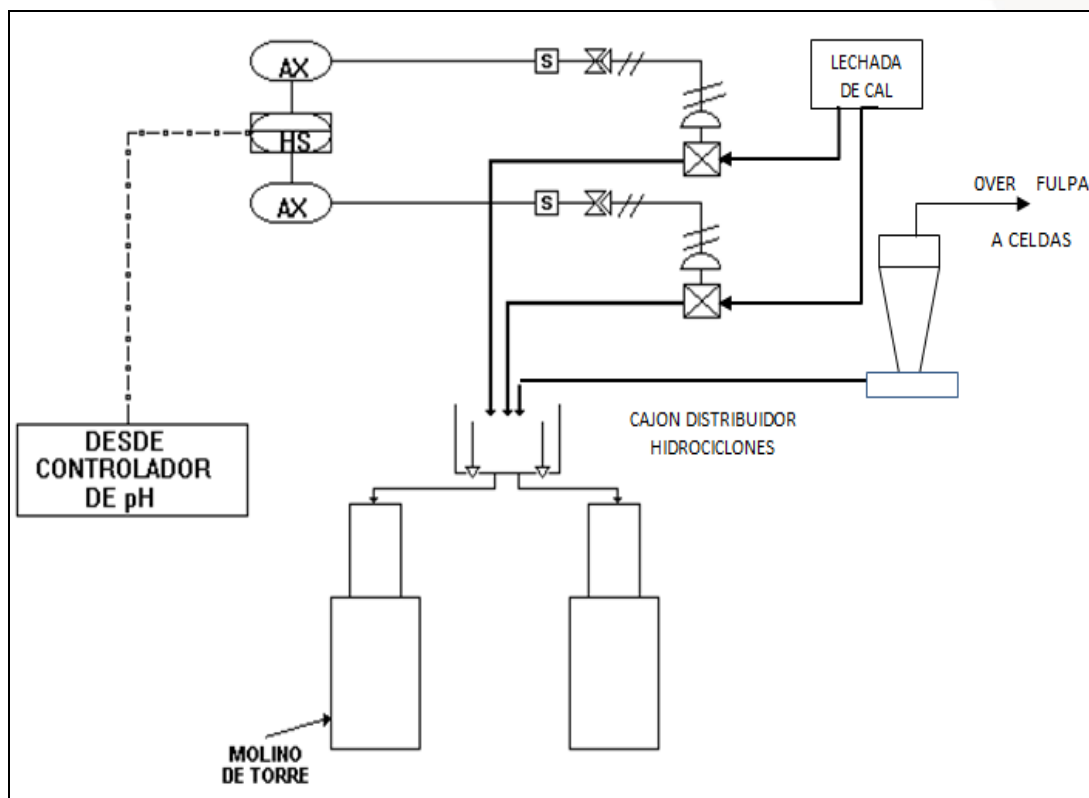 AX
S
LECHADA
DE CAL
HS
AX
S
OVER FULPA
A CELDAS
CAJON DISTRIBUIDOR
HIDROCICLONES
DESDE
CONTROLADOR
DE pH
MOLINO
DE TORRE